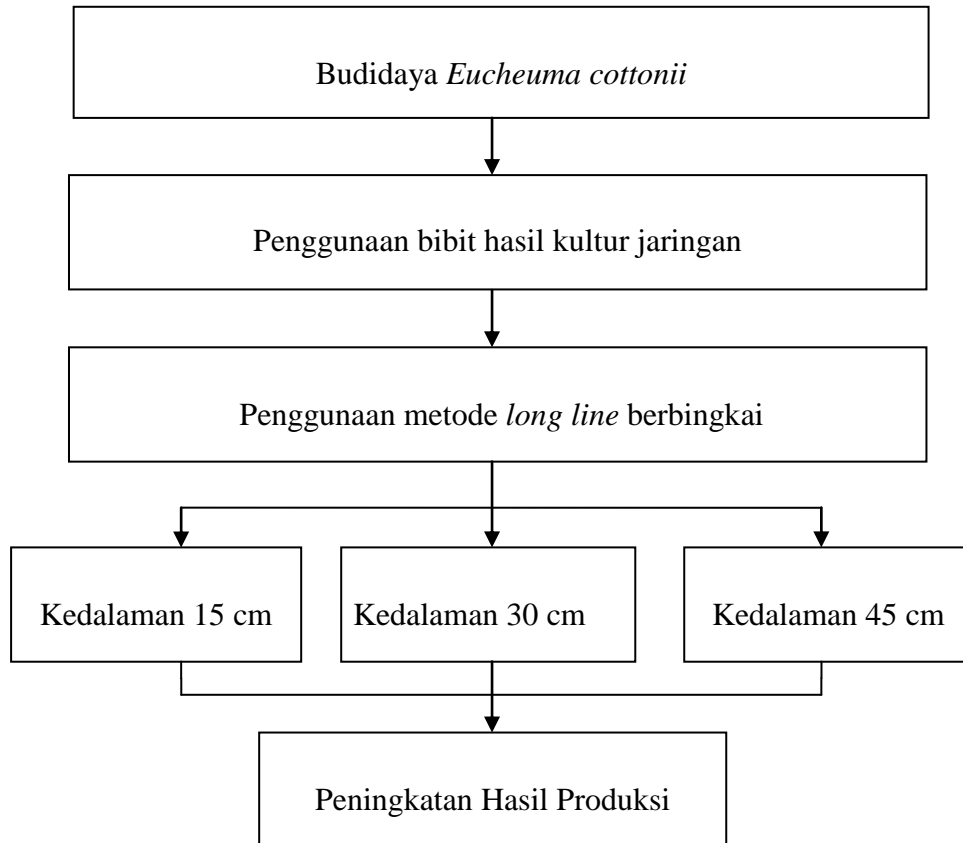 Budidaya Eucheuma cottonii
Penggunaan bibit hasil kultur jaringan
Penggunaan metode long line berbingkai
Kedalaman 15 cm
Kedalaman 30 cm
Kedalaman 45 cm
Peningkatan Hasil Produksi